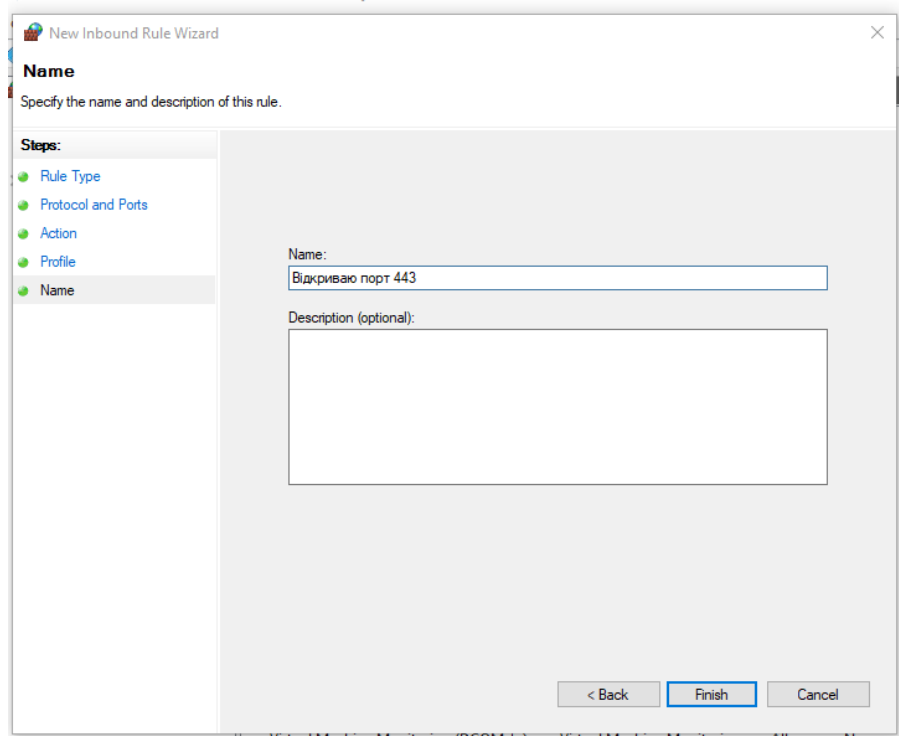 New Inbound Rule Wizard
Name
Specify the name and description of this rule.
Steps:
Rule Type
Protocol and Ports
Action
Profile
Name
Name:
Відкриваю порт 443
Description (optional):
< Back
Finish
Cancel